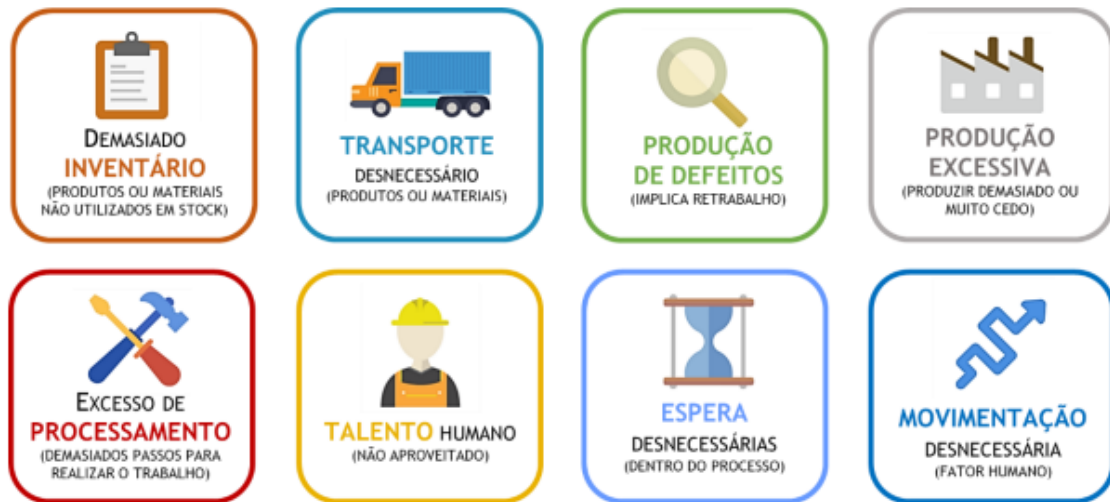 DEMASIADO
INVENTÁRIO
(PRODUTOS OU MATERIAIS
NÃO UTILIZADOS EM STOCK)
TRANSPORTE
DESNECESSÁRIO
(PRODUTOS OU MATERIAIS)
PRODUÇÃO
DE DEFEITOS
(IMPLICA RETRABALHO)
PRODUÇÃO
EXCESSIVA
(PRODUZIR DEMASIADO OU
MUITO CEDO)
EXCESSO DE
PROCESSAMENTO
(DEMASIADOS PASSOS PARA
REALIZAR O TRABALHO)
TALENTO HUMANO
(NÃO APROVEITADO)
ESPERA
DESNECESSÁRIAS
(DENTRO DO PROCESSO)
MOVIMENTAÇÃO
DESNECESSÁRIA
(FATOR HUMANO)